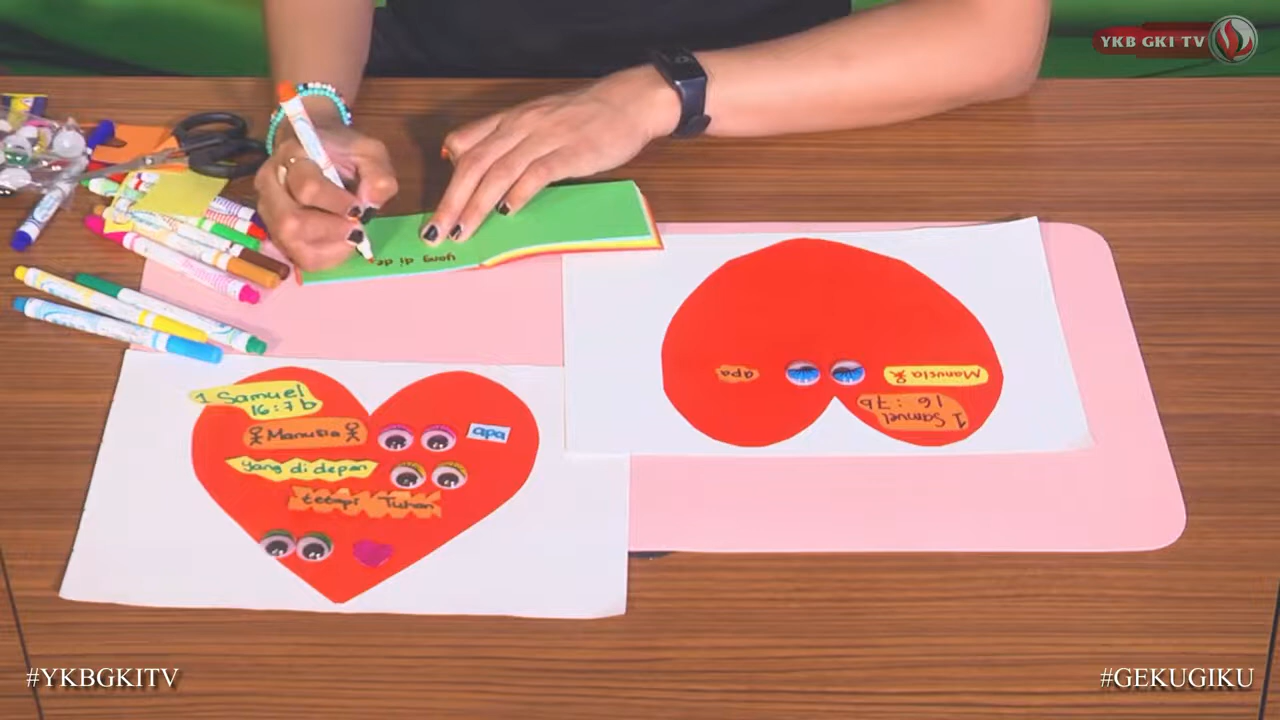 YKB GKI TV
yang di de
1 Samuel
16:7b
Manusia
apa
yang di depan
tetapi Tuhan
apa
Manusia
1 Samuel
16:7b
#YKBGKITV
#GEKUGIKU